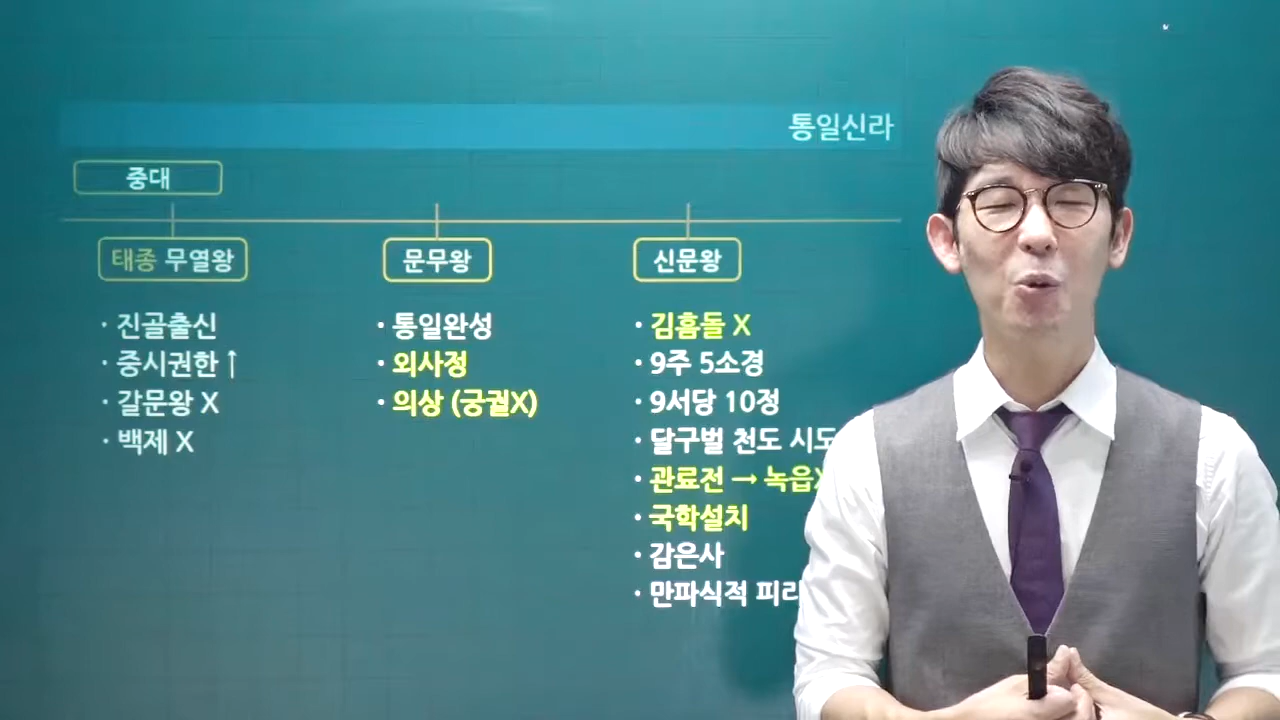 통일신라
중대
태종 무열왕
· 진골출신
· 중시권한 ↑
· 갈문왕 X
· 백제 X
문무왕
· 통일완성
· 외사정
· 의상 (궁궐X)
신문왕
· 김흠돌 X
· 9주 5소경
· 9서당 10정
· 달구벌 천도 시도
· 관료전 → 녹읍X
· 국학설치
· 감은사
· 만파식적 피리